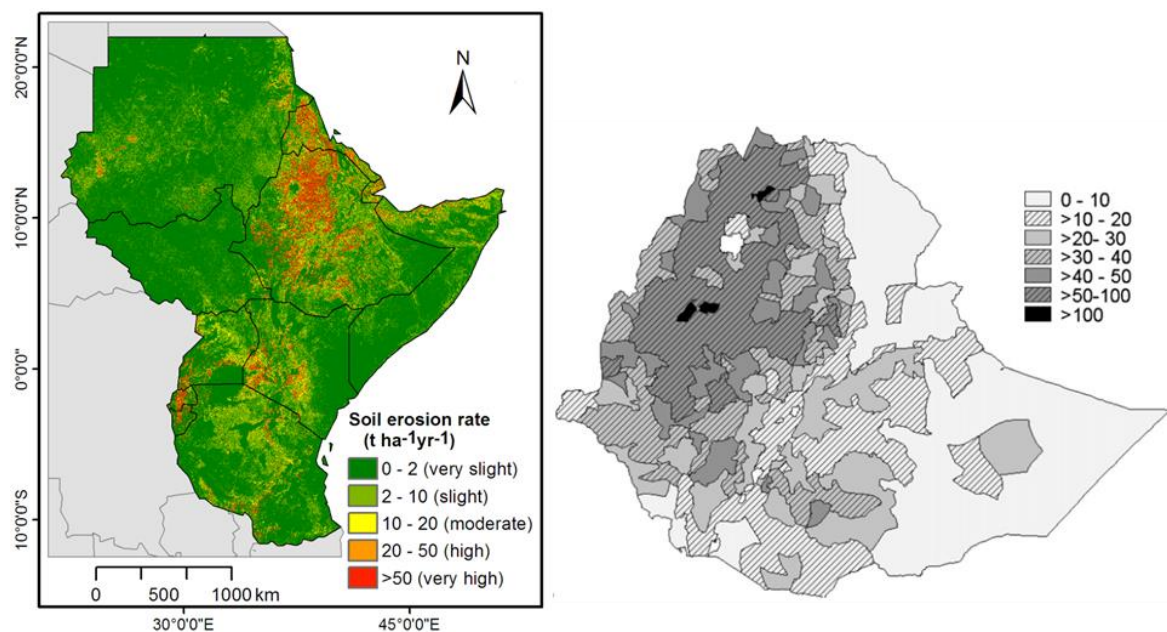 N
20°0'0"N
10°0'0"N
0°0'0"
10°0'0"S
Soil erosion rate
(t ha-1yr-1)
0 - 2 (very slight)
2 - 10 (slight)
10 - 20 (moderate)
20 - 50 (high)
>50 (very high)
0 500 1000 km
30°0'0"E 45°0'0"E
0 - 10
>10 - 20
>20- 30
>30 - 40
>40 - 50
>50-100
>100